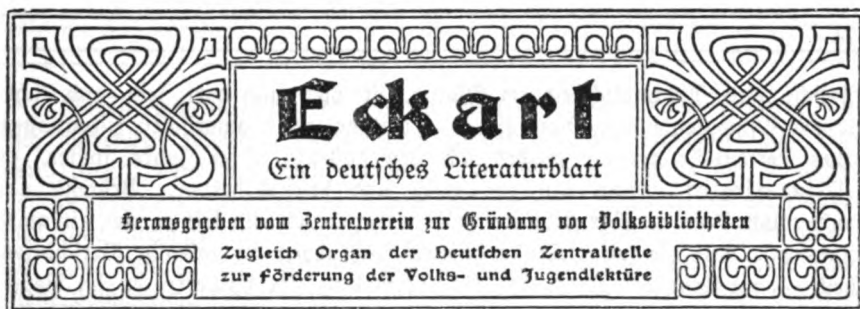 Eckart
Ein deutſches Literaturblatt
Herausgegeben vom Zentralverein zur Gründung von Volksbibliotheken
Zugleich Organ der Deutſchen Zentralſtelle
zur Förderung der Volks- und Jugendlektüre